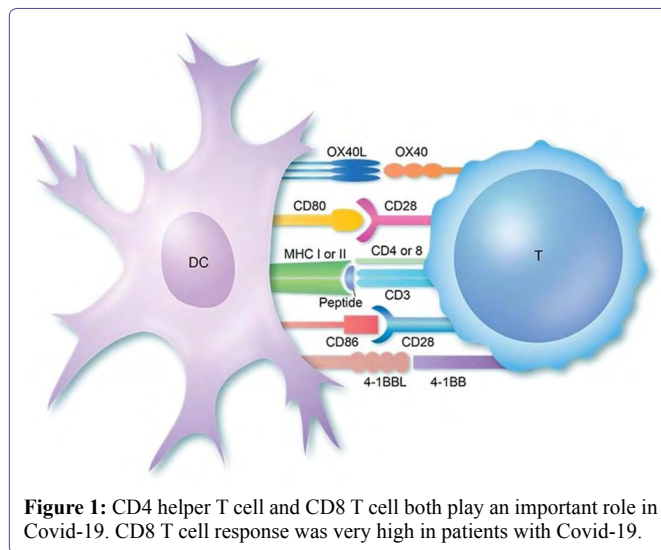 OX40L OX40
CD80 CD28
MHC I or II CD4 or 8
DC T
Peptide CD3
CD86 CD28
4-1BBL 4-1BB
Figure 1: CD4 helper T cell and CD8 T cell both play an important role in
Covid-19. CD8 T cell response was very high in patients with Covid-19.